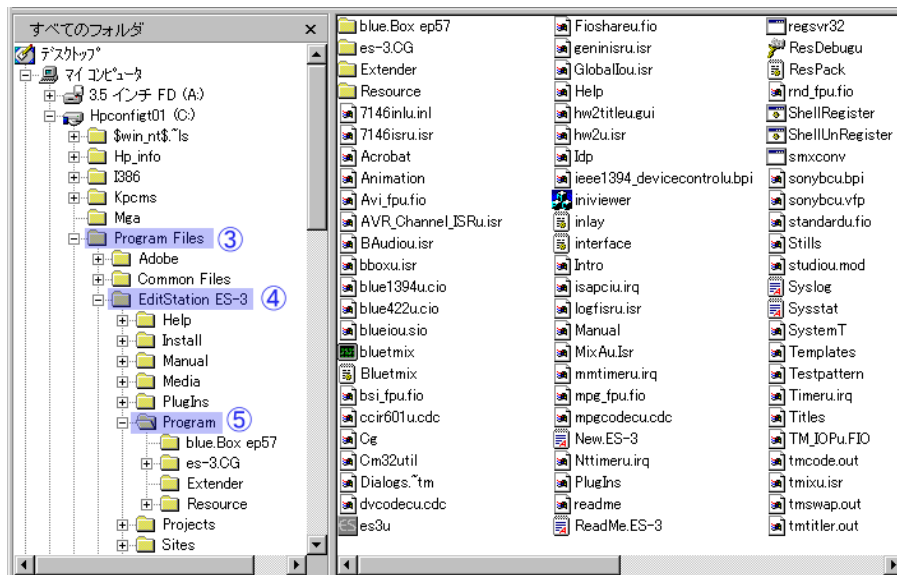 すべてのフォルダ ×
デスクトップ
マイ コンピュータ
3.5 インチ FD (A:)
Hpconfigt01 (C:)
$win_nt$.~ls
Hp_info
I386
Kpcms
Mga
Program Files ③
Adobe
Common Files
EditStation ES-3 ④
Help
Install
Manual
Media
PlugIns
Program ⑤
blue.Box ep57
es-3.CG
Extender
Resource
Projects
Sites
blue.Box ep57
es-3.CG
Extender
Resource
7146inlu.inl
7146isru.isr
Acrobat
Animation
Avi_fpu.fio
AVR_Channel_ISRu.isr
BAudiou.isr
bboxu.isr
blue1394u.cio
blue422u.cio
blueiou.sio
bluetmix
Bluetmix
bsi_fpu.fio
ccir601u.cdc
Cg
Cm32util
Dialogs.~tm
dvcodecu.cdc
es3u
Fioshareu.fio
geninisru.isr
GlobalIou.isr
Help
hw2titleu.gui
hw2u.isr
Idp
ieee1394_devicecontrolu.bpi
iniviewer
inlay
interface
Intro
isapciu.irq
logfisru.isr
Manual
MixAu.Isr
mmtimeru.irq
mpg_fpu.fio
mpgcodecu.cdc
New.ES-3
Nttimeru.irq
PlugIns
readme
ReadMe.ES-3
regsvr32
ResDebugu
ResPack
rnd_fpu.fio
ShellRegister
ShellUnRegister
smxconv
sonybcu.bpi
sonybcu.vfp
standardu.fio
Stills
studiou.mod
Syslog
Sysstat
SystemT
Templates
Testpattern
Timeru.irq
Titles
TM_IOPu.FIO
tmcode.out
tmixu.isr
tmswap.out
tmtitler.out